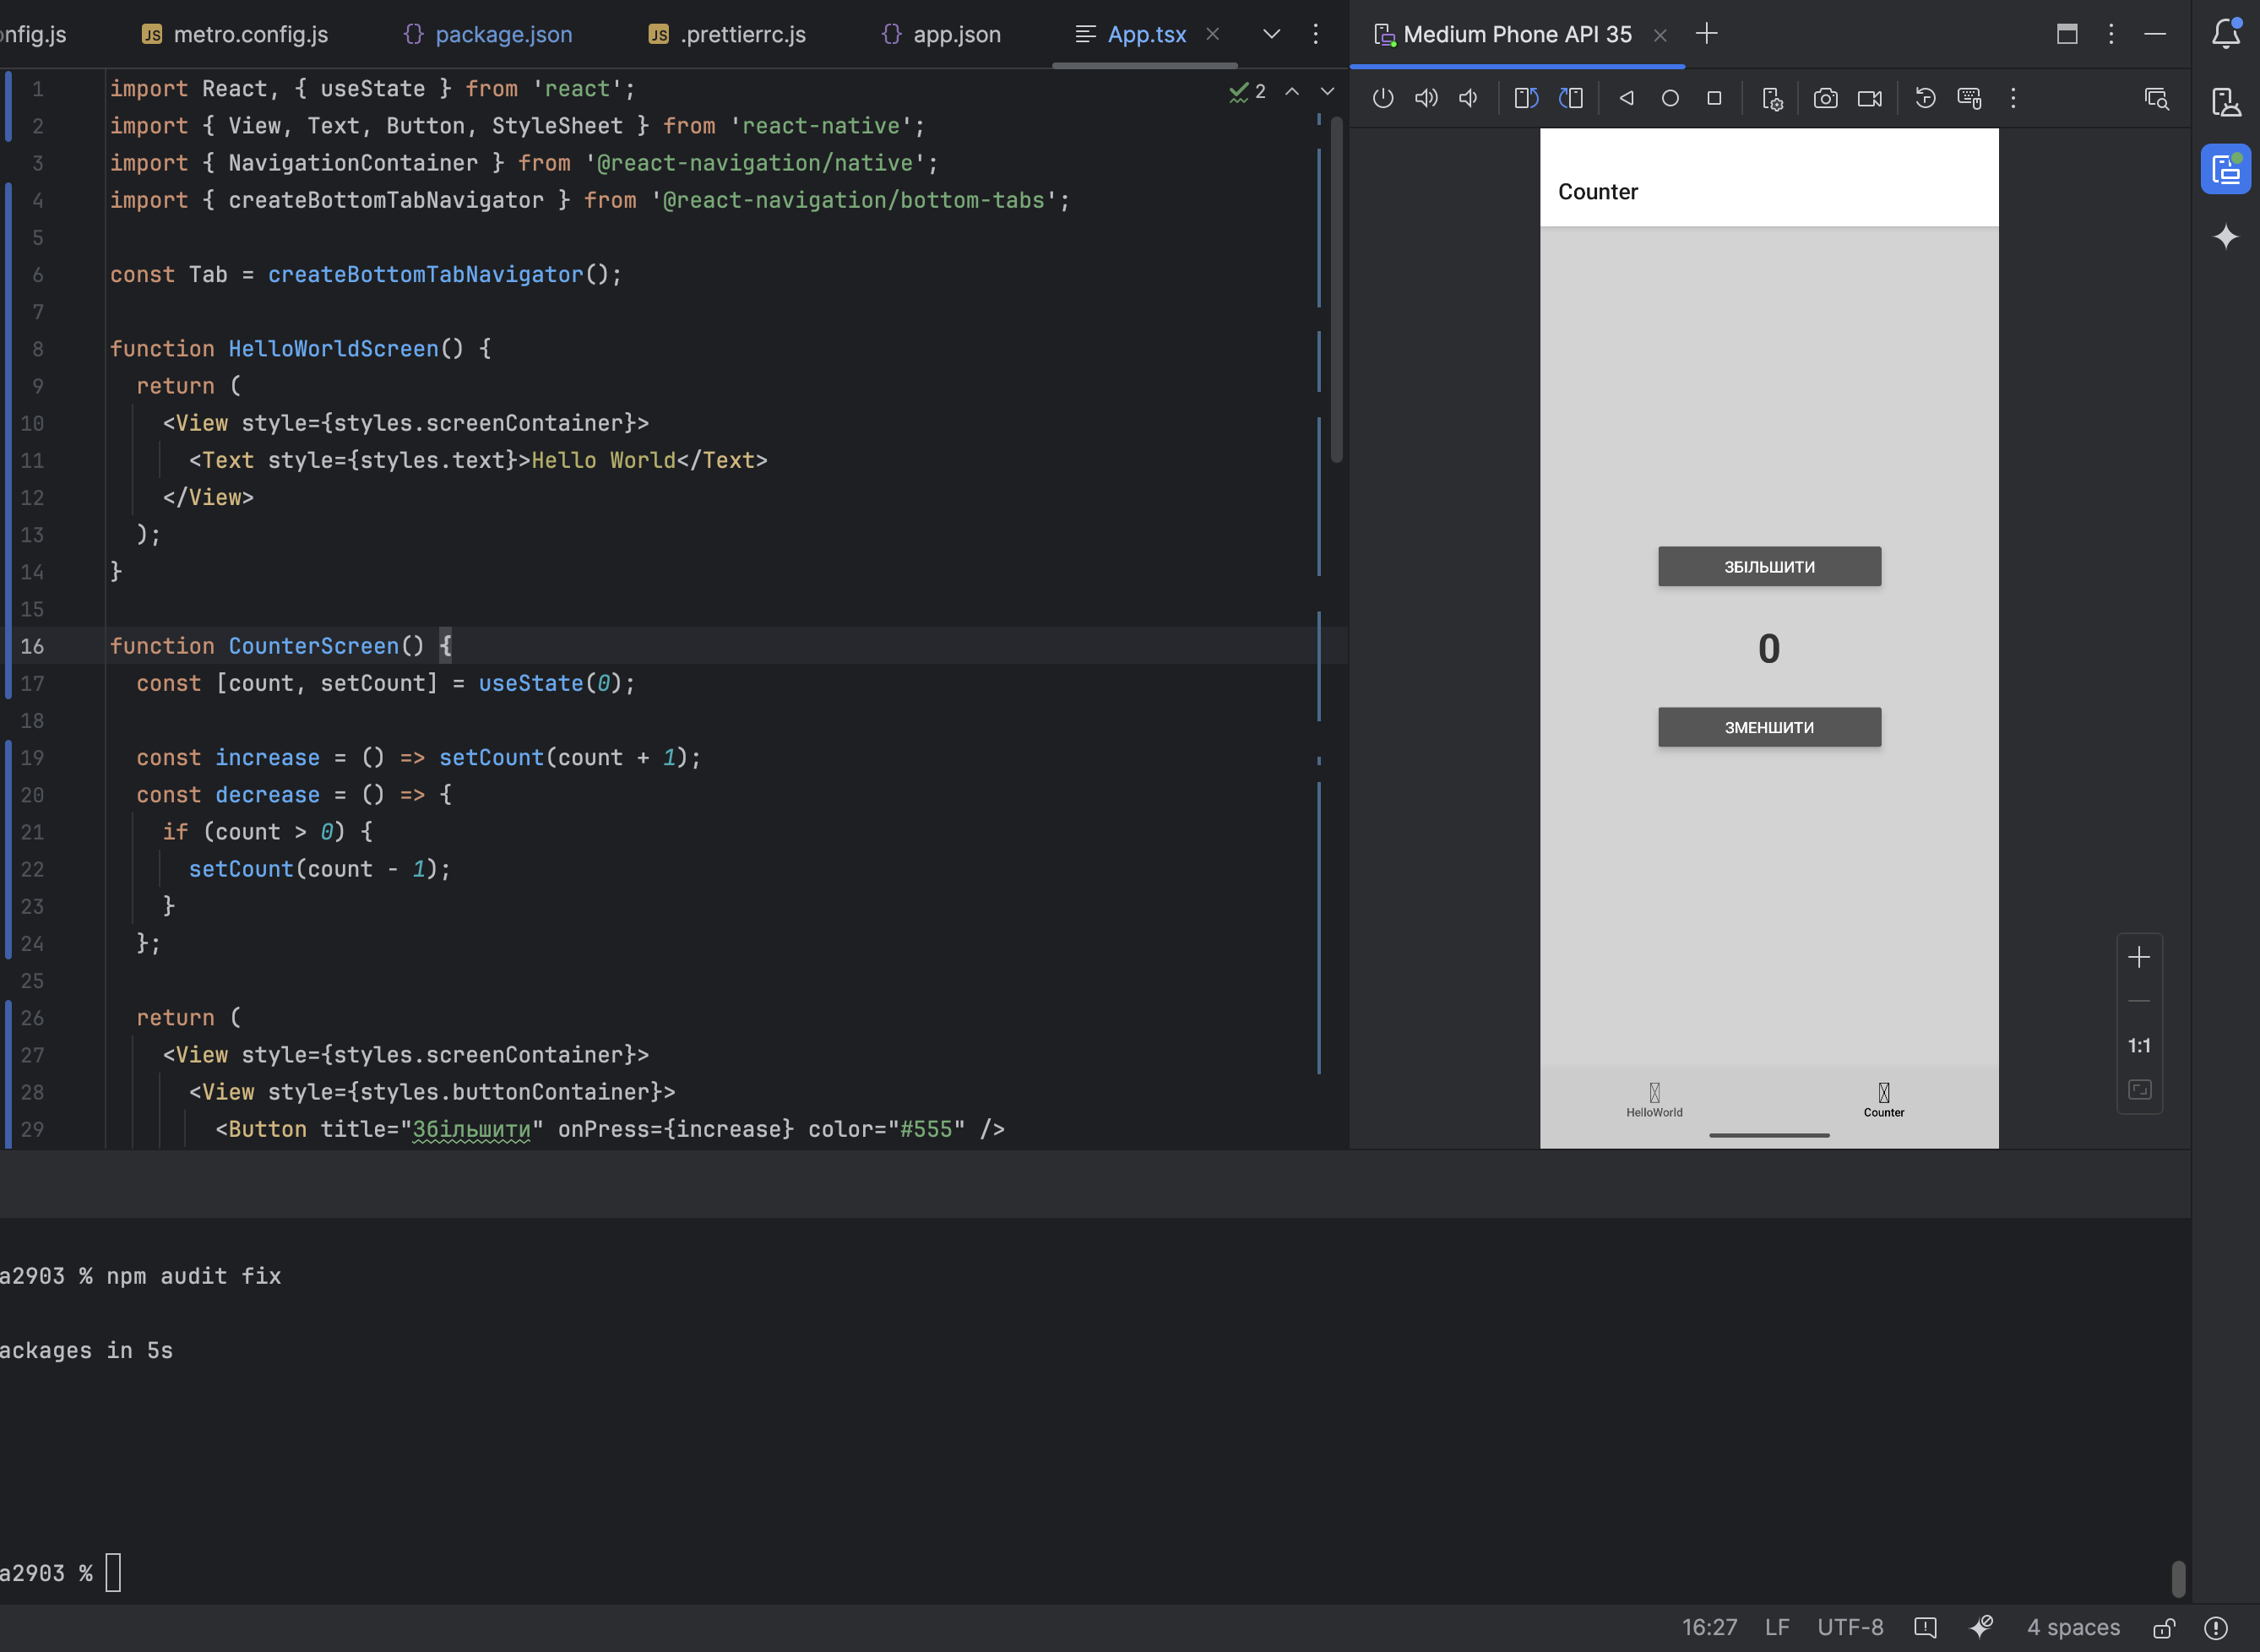 nfig.js
JS metro.config.js
{} package.json
JS .prettierrc.js
{} app.json
App.tsx
Medium Phone API 35
2
1 import React, { useState } from 'react';
2 import { View, Text, Button, StyleSheet } from 'react-native';
3 import { NavigationContainer } from '@react-navigation/native';
4 import { createBottomTabNavigator } from '@react-navigation/bottom-tabs';
5
6 const Tab = createBottomTabNavigator();
7
8 function HelloWorldScreen() {
9 return (
10 <View style={styles.screenContainer}>
11 <Text style={styles.text}>Hello World</Text>
12 </View>
13 );
14 }
15
16 function CounterScreen() {
17 const [count, setCount] = useState(0);
18
19 const increase = () => setCount(count + 1);
20 const decrease = () => {
21 if (count > 0) {
22 setCount(count - 1);
23 }
24 };
25
26 return (
27 <View style={styles.screenContainer}>
28 <View style={styles.buttonContainer}>
29 <Button title="Збільшити" onPress={increase} color="#555" />
Counter
ЗБІЛЬШИТИ
0
ЗМЕНШИТИ
HelloWorld
Counter
1:1
a2903 % npm audit fix
ackages in 5s
a2903 %
16:27 LF UTF-8 4 spaces